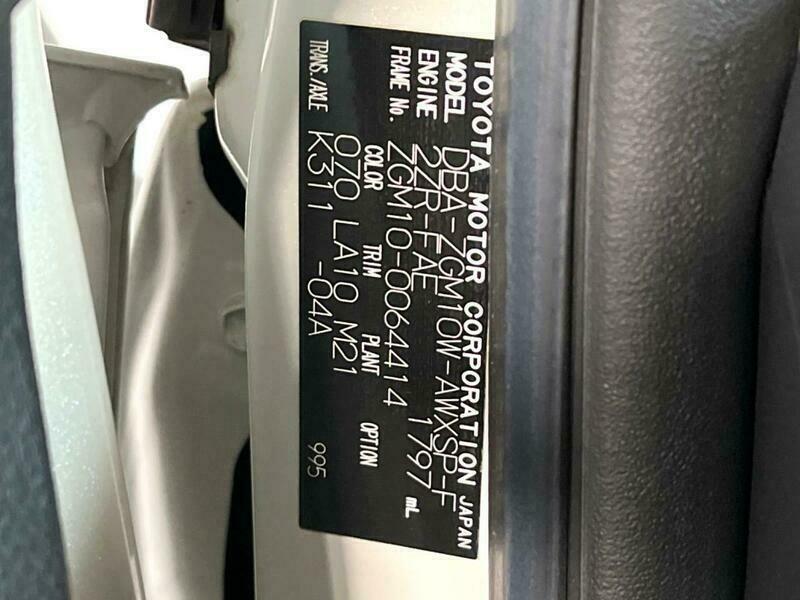 TOYOTA MOTOR CORPORATION JAPAN
MODEL DBA-ZGM10W-AWXSP-F
ENGINE 2ZR-FAE 1797 mL
FRAME No. ZGM10-0064414
COLOR TRIM PLANT OPTION
070 LA10 M21
TRANS./AXLE K311 -04A 995